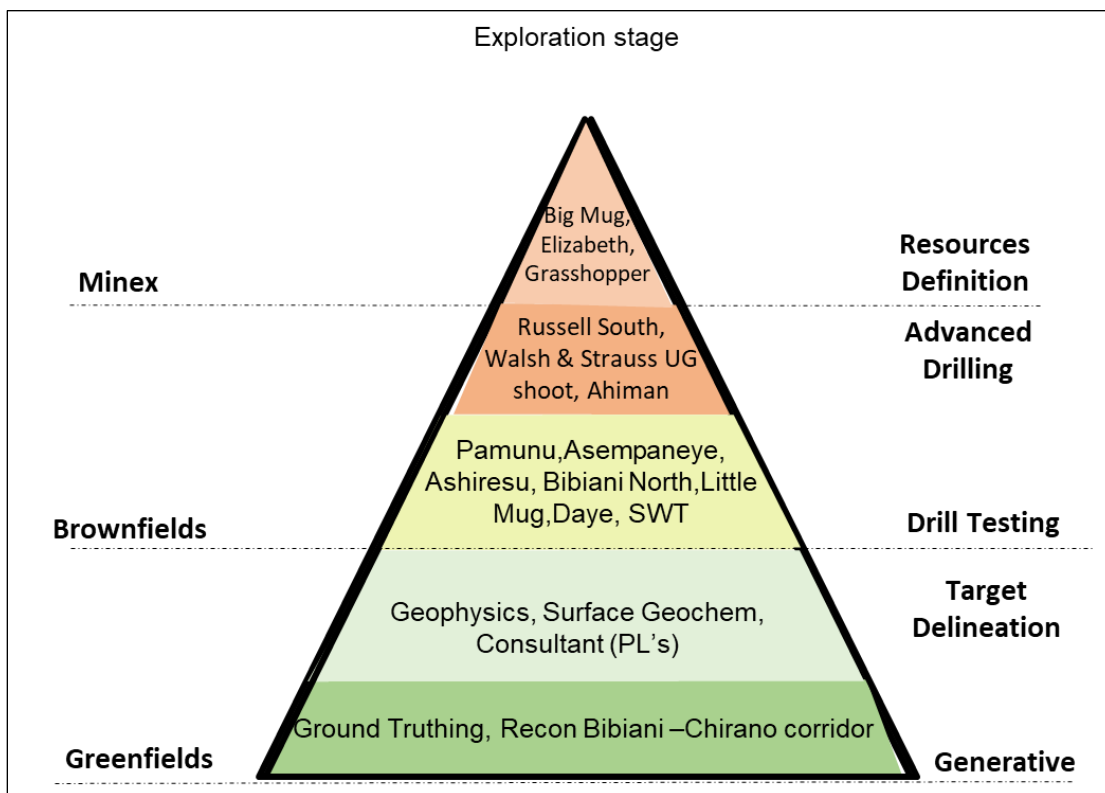 Exploration stage
Big Mug,
Elizabeth,
Grasshopper
Minex
Resources
Definition
Russell South,
Walsh & Strauss UG
shoot, Ahiman
Advanced
Drilling
Pamunu,Asempaneye,
Ashiresu, Bibiani North,Little
Mug,Daye, SWT
Brownfields
Drill Testing
Geophysics, Surface Geochem,
Consultant (PL's)
Target
Delineation
Ground Truthing, Recon Bibiani –Chirano corridor
Greenfields
Generative